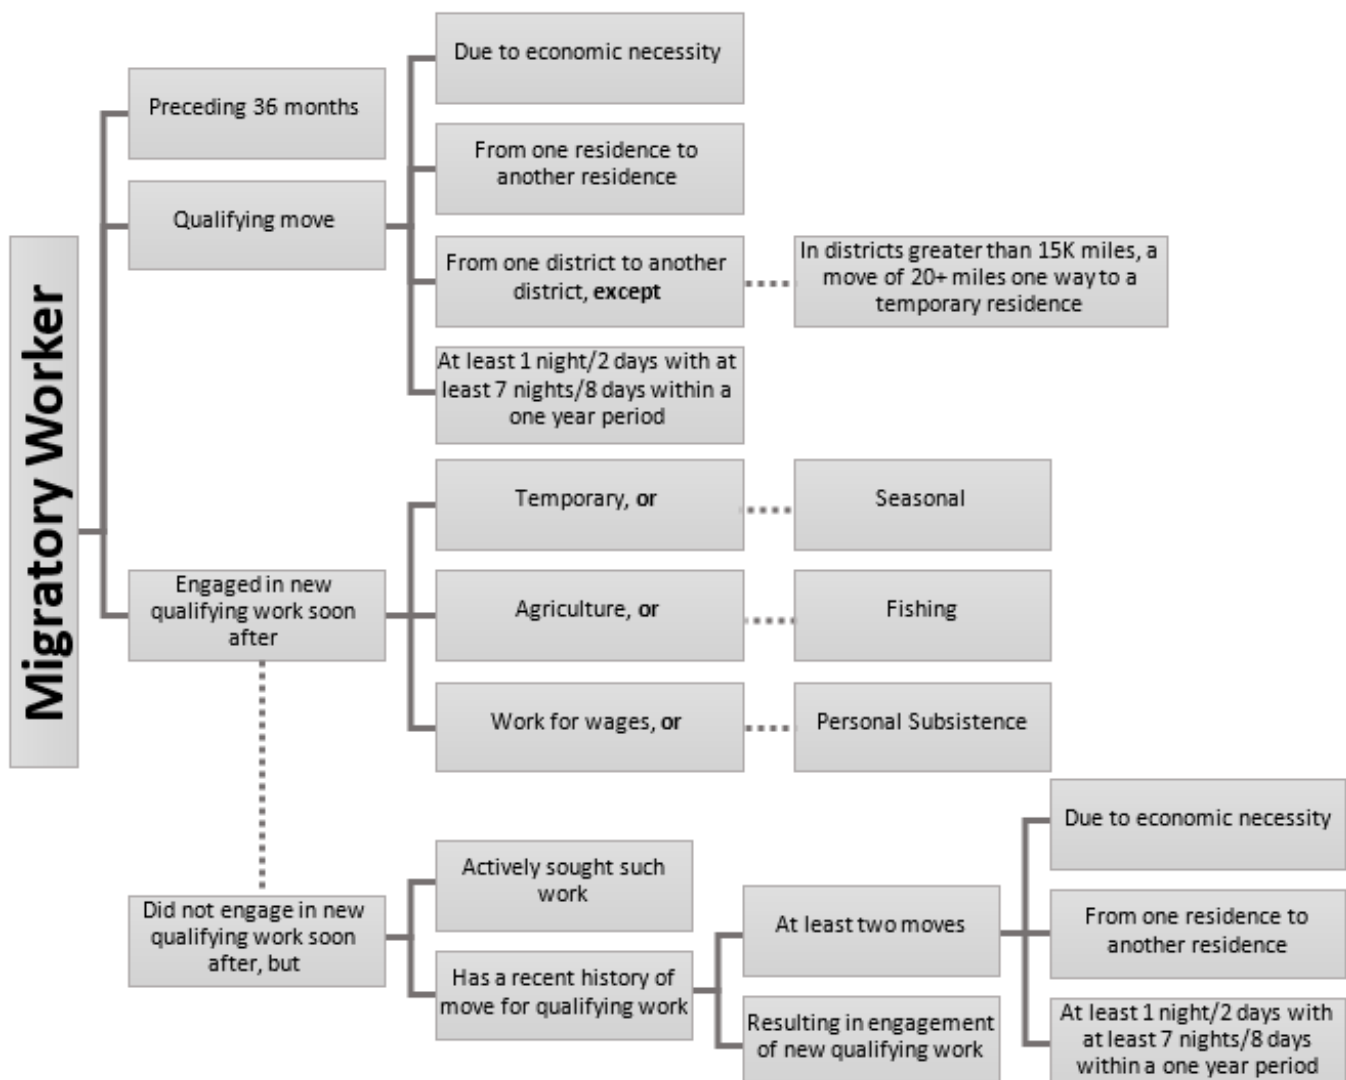 Migratory Worker
Preceding 36 months
Qualifying move
Due to economic necessity
From one residence to
another residence
From one district to another
district, except
In districts greater than 15K miles, a
move of 20+ miles one way to a
temporary residence
At least 1 night/2 days with at
least 7 nights/8 days within a
one year period
Engaged in new
qualifying work soon
after
Temporary, or
Seasonal
Agriculture, or
Fishing
Work for wages, or
Personal Subsistence
Did not engage in new
qualifying work soon
after, but
Actively sought such
work
Has a recent history of
move for qualifying work
At least two moves
Due to economic necessity
From one residence to
another residence
At least 1 night/2 days with
at least 7 nights/8 days
within a one year period
Resulting in engagement
of new qualifying work